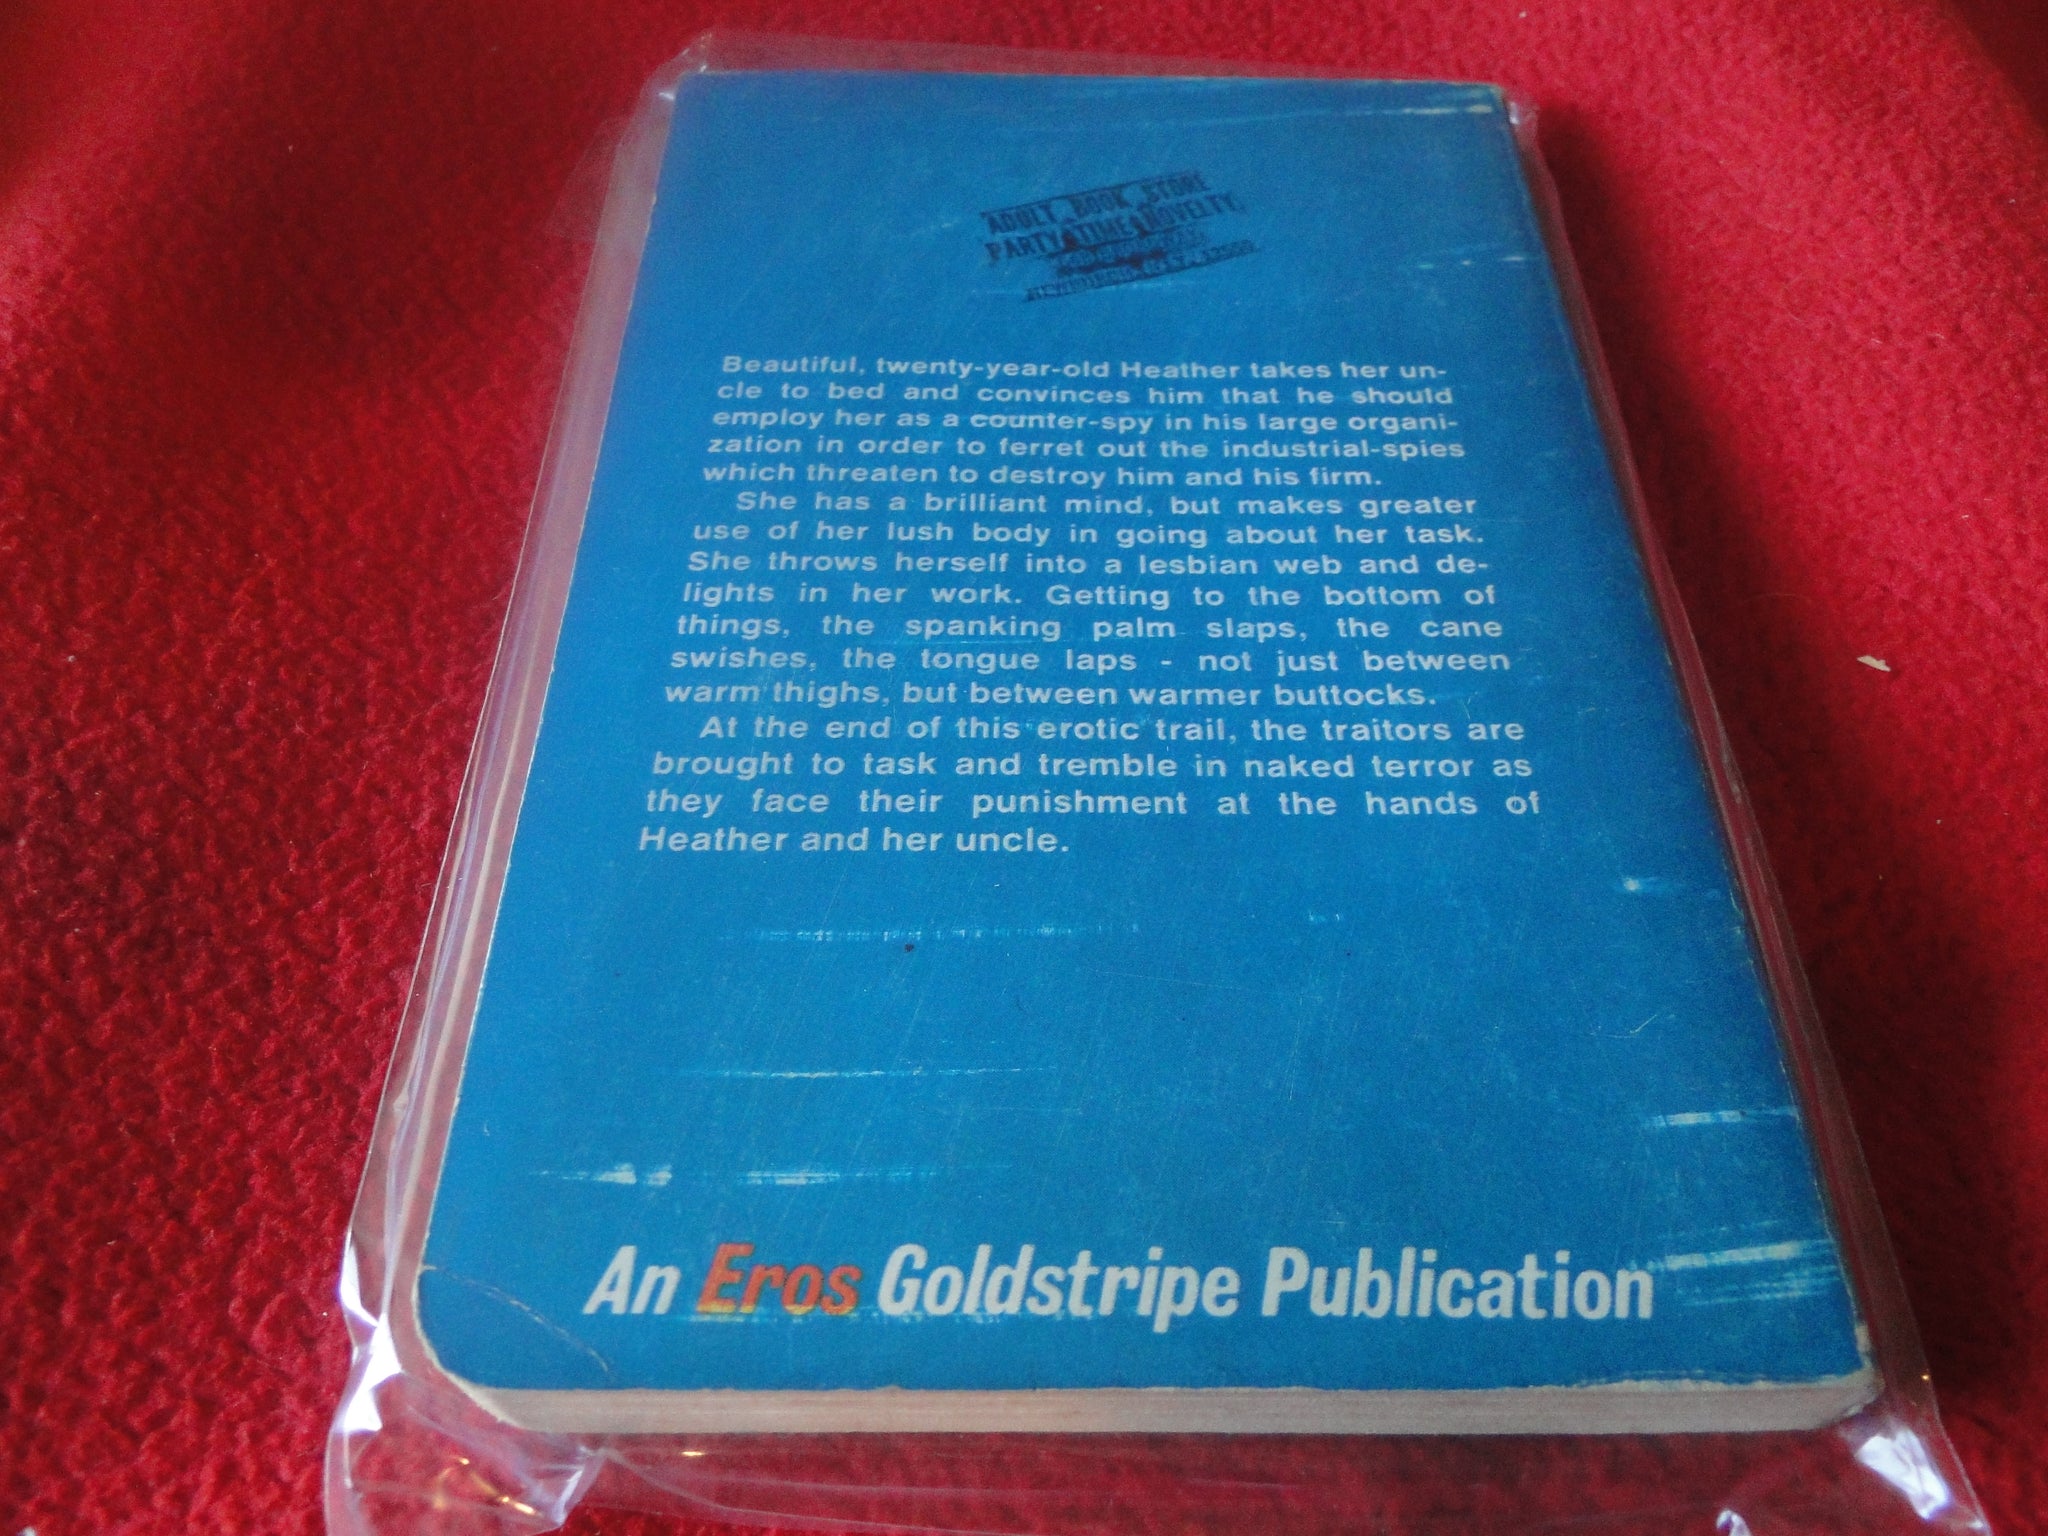 ADULT BOOK STORE
PARTY TIME NOVELTY
Beautiful, twenty-year-old Heather takes her un-
cle to bed and convinces him that he should
employ her as a counter-spy in his large organi-
zation in order to ferret out the industrial-spies
which threaten to destroy him and his firm.
She has a brilliant mind, but makes greater
use of her lush body in going about her task.
She throws herself into a lesbian web and de-
lights in her work. Getting to the bottom of
things, the spanking palm slaps, the cane
swishes, the tongue laps - not just between
warm thighs, but between warmer buttocks.
At the end of this erotic trail, the traitors are
brought to task and tremble in naked terror as
they face their punishment at the hands of
Heather and her uncle.
An Eros Goldstripe Publication